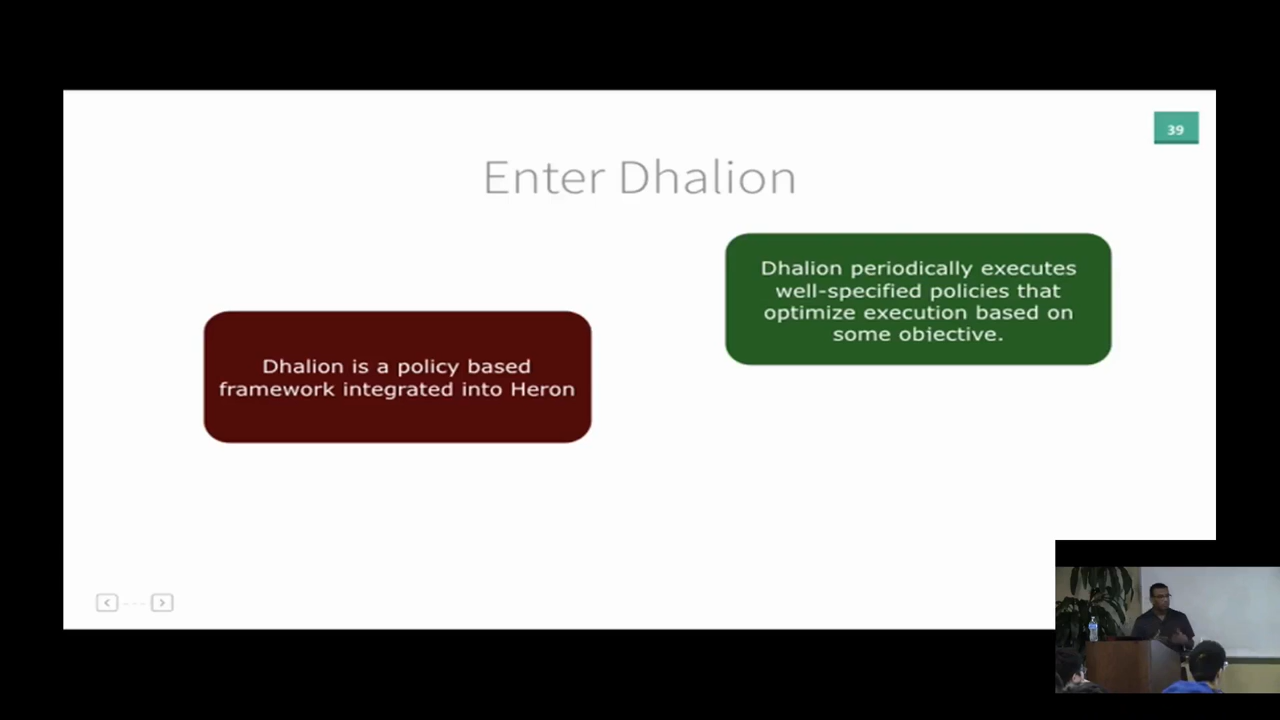 39
Enter Dhalion
Dhalion periodically executes
well-specified policies that
optimize execution based on
some objective.
Dhalion is a policy based
framework integrated into Heron